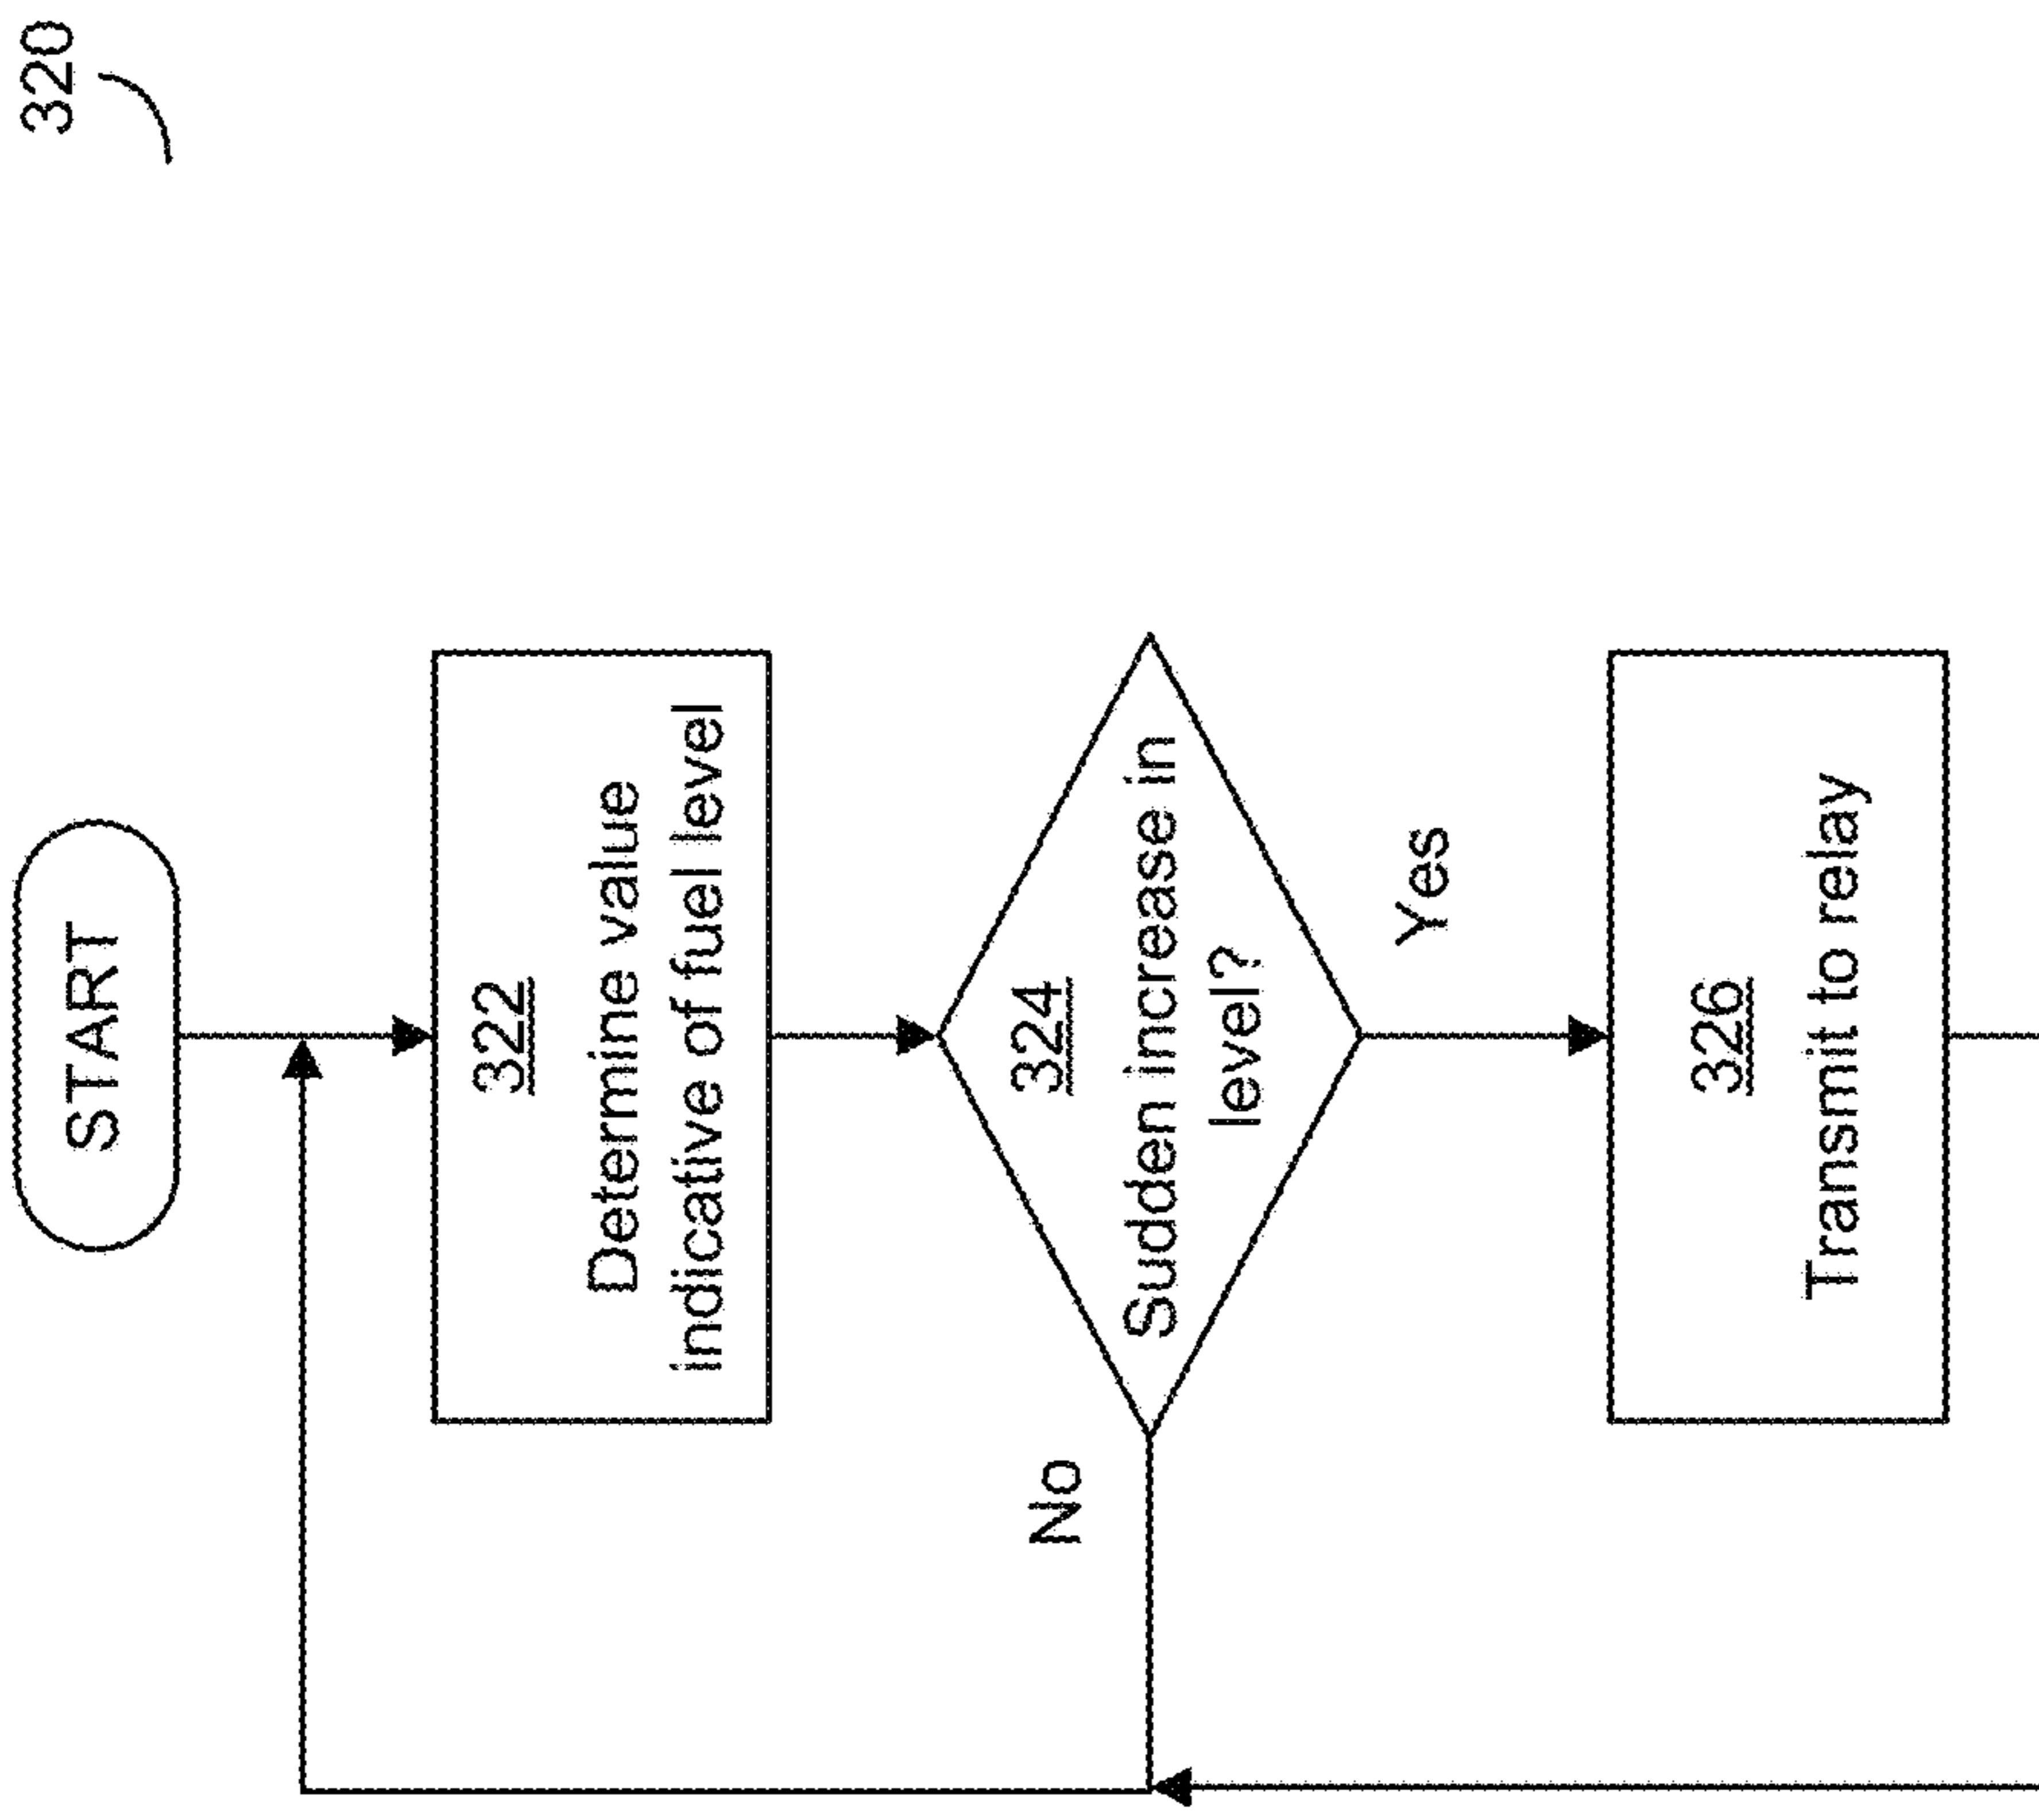 320
START
322
Determine value
indicative of fuel level
324
Sudden increase in
level?
No
Yes
326
Transmit to relay